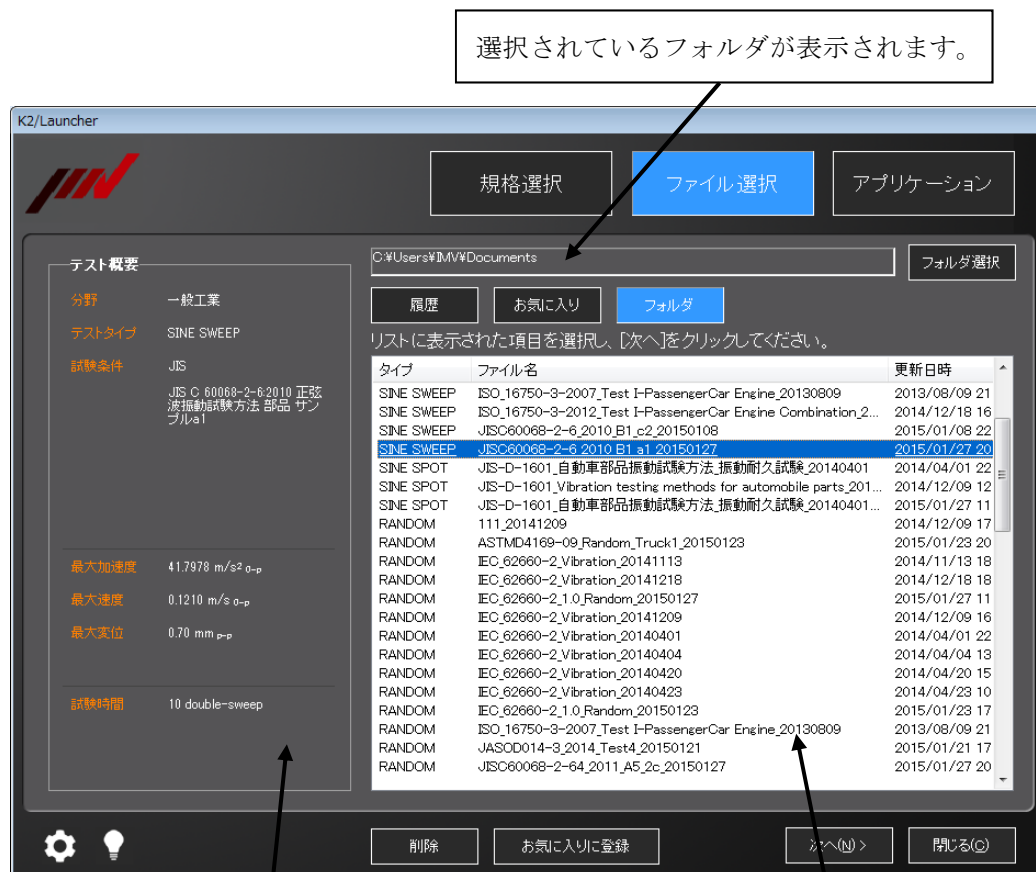 選択されているフォルダが表示されます。
K2/Launcher
規格選択
ファイル選択
アプリケーション
テスト概要
分野 一般工業
テストタイプ SINE SWEEP
試験条件 JIS
JIS C 60068-2-6:2010 正弦
波振動試験方法 部品 サン
プルa1
最大加速度 41.7978 m/s² 0-p
最大速度 0.1210 m/s 0-p
最大変位 0.70 mm p-p
試験時間 10 double-sweep
C:¥Users¥IMV¥Documents
フォルダ選択
履歴
お気に入り
フォルダ
リストに表示された項目を選択し、[次へ]をクリックしてください。
タイプ ファイル名 更新日時
SINE SWEEP ISO_16750-3-2007_Test I-PassengerCar Engine_20130809 2013/08/09 21
SINE SWEEP ISO_16750-3-2012_Test I-PassengerCar Engine Combination_2... 2014/12/18 16
SINE SWEEP JISC60068-2-6_2010_B1_c2_20150108 2015/01/08 22
SINE SWEEP JISC60068-2-6_2010_B1_a1_20150127 2015/01/27 20
SINE SPOT JIS-D-1601_自動車部品振動試験方法_振動耐久試験_20140401 2014/04/01 22
SINE SPOT JIS-D-1601_Vibration testing methods for automobile parts_201... 2014/12/09 12
SINE SPOT JIS-D-1601_自動車部品振動試験方法_振動耐久試験_20140401... 2015/01/27 11
RANDOM 111_20141209 2014/12/09 17
RANDOM ASTMD4169-09_Random_Truck1_20150123 2015/01/23 20
RANDOM IEC_62660-2_Vibration_20141113 2014/11/13 18
RANDOM IEC_62660-2_Vibration_20141218 2014/12/18 18
RANDOM IEC_62660-2_1.0_Random_20150127 2015/01/27 11
RANDOM IEC_62660-2_Vibration_20141209 2014/12/09 16
RANDOM IEC_62660-2_Vibration_20140401 2014/04/01 22
RANDOM IEC_62660-2_Vibration_20140404 2014/04/04 13
RANDOM IEC_62660-2_Vibration_20140420 2014/04/20 15
RANDOM IEC_62660-2_Vibration_20140423 2014/04/23 10
RANDOM IEC_62660-2_1.0_Random_20150123 2015/01/23 17
RANDOM ISO_16750-3-2007_Test I-PassengerCar Engine_20130809 2013/08/09 21
RANDOM JASOD014-3_2014_Test4_20150121 2015/01/21 17
RANDOM JISC60068-2-64_2011_A5_2c_20150127 2015/01/27 20
削除
お気に入りに登録
次へ(N) >
閉じる(C)